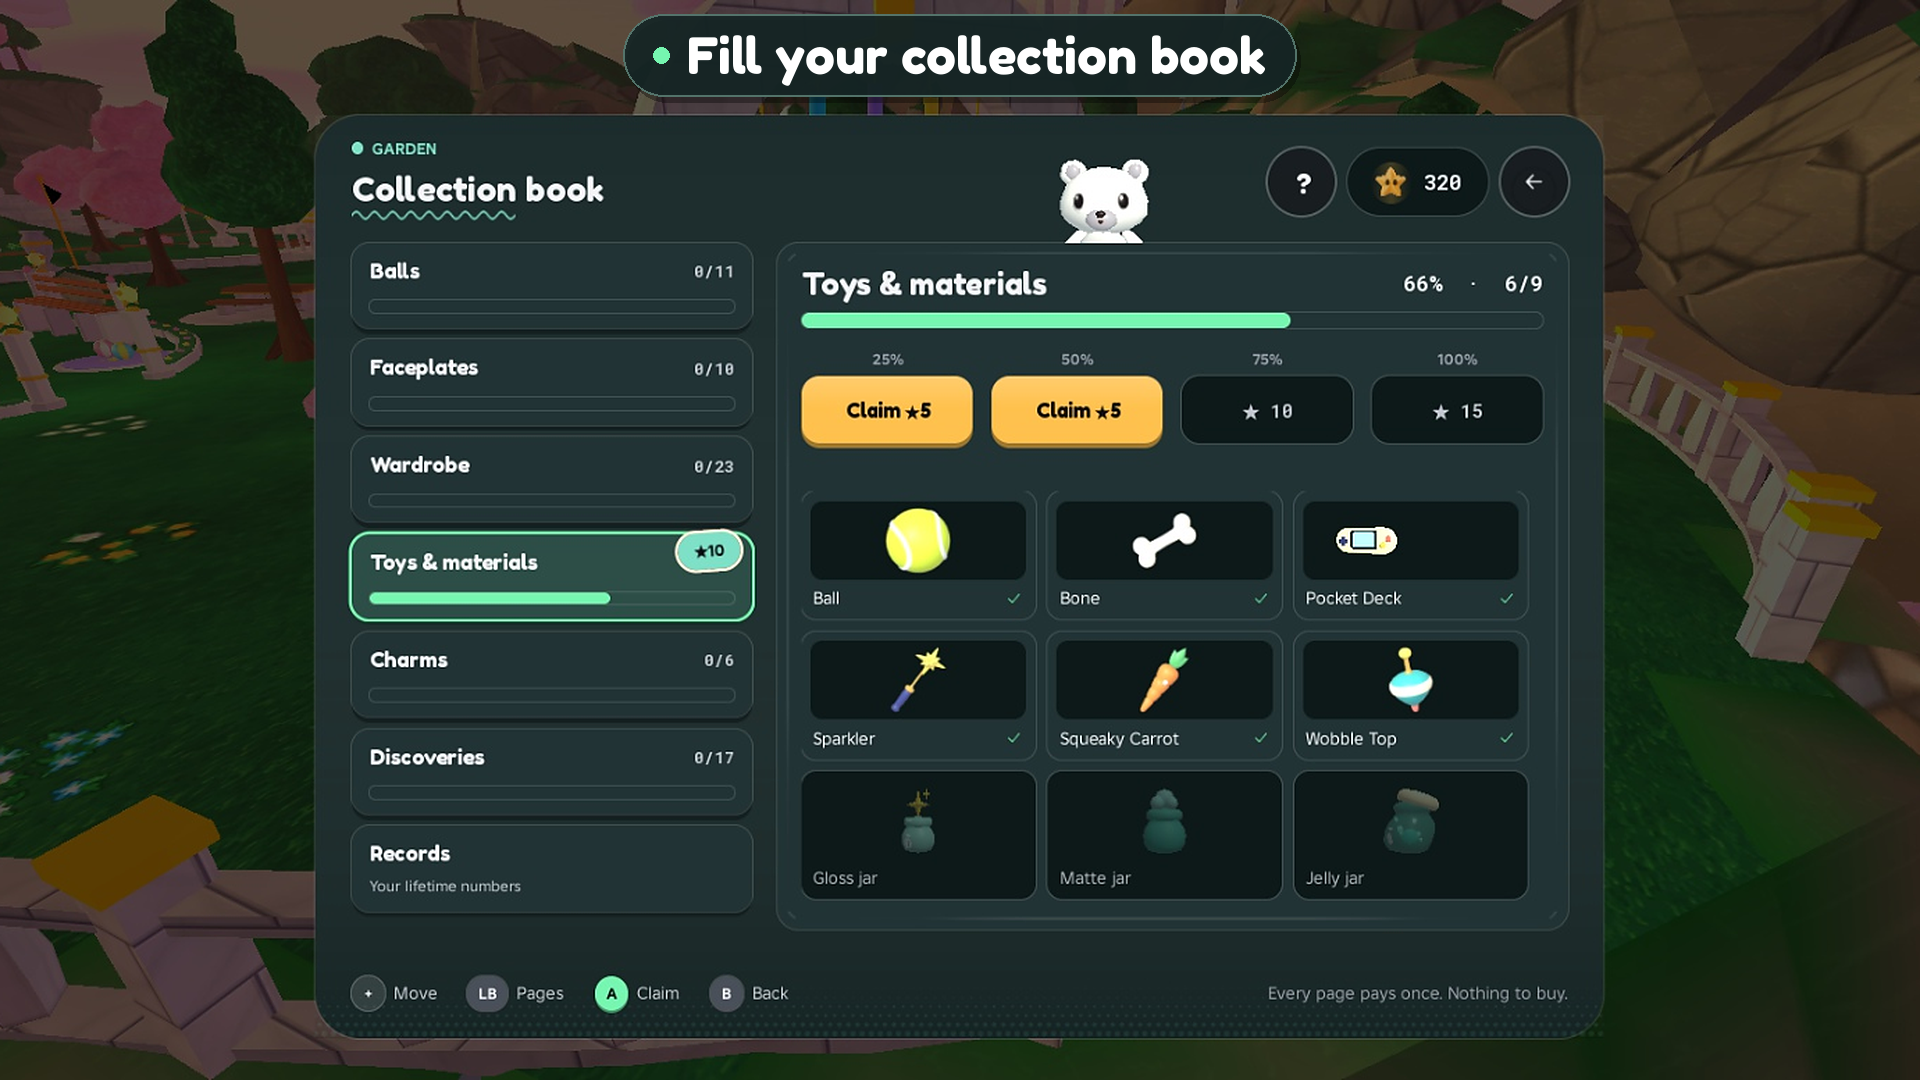 Fill your collection book
GARDEN
Collection book
?
320
←
Balls 0/11
Faceplates 0/10
Wardrobe 0/23
Toys & materials ★10
Charms 0/6
Discoveries 0/17
Records
Your lifetime numbers
Toys & materials 66% · 6/9
25% 50% 75% 100%
Claim ★5 Claim ★5 ★ 10 ★ 15
Ball ✓ Bone ✓ Pocket Deck ✓
Sparkler ✓ Squeaky Carrot ✓ Wobble Top ✓
Gloss jar Matte jar Jelly jar
Move LB Pages A Claim B Back
Every page pays once. Nothing to buy.